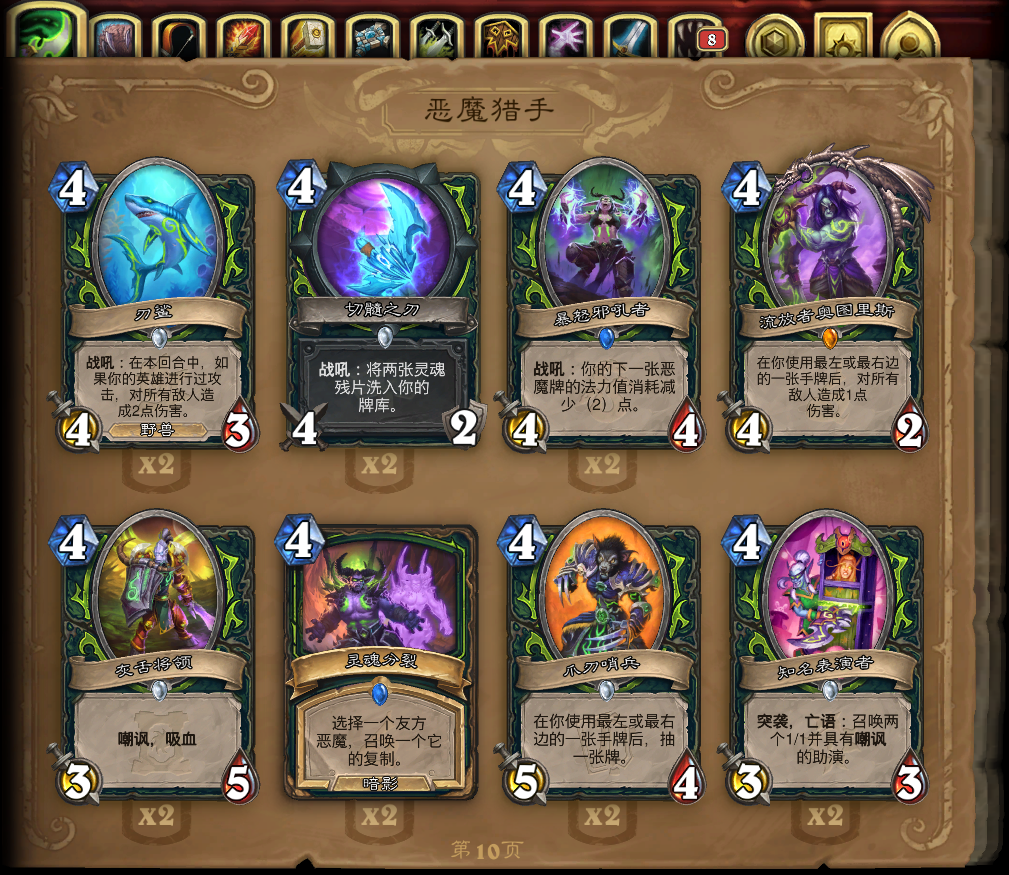 8
恶魔猎手
4
4
4
4
刃鲨
切髓之刃
暴怒邪吼者
流放者奥图里斯
战吼：在本回合中，如
果你的英雄进行过攻
击，对所有敌人造
成2点伤害。
野兽
4
3
战吼：将两张灵魂
残片洗入你的
牌库。
4
2
战吼：你的下一张恶
魔牌的法力值消耗减
少（2）点。
4
4
在你使用最左或最右边
的一张手牌后，对所有
敌人造成1点
伤害。
4
2
x2
x2
x2
4
4
4
4
灵魂分裂
爪刃哨兵
知名表演者
嘲讽，吸血
3
5
选择一个友方
恶魔，召唤一个它
的复制。
暗影
在你使用最左或最右
边的一张手牌后，抽
一张牌。
5
4
突袭，亡语：召唤两
个1/1并具有嘲讽
的助演。
3
3
x2
x2
x2
x2
第10页